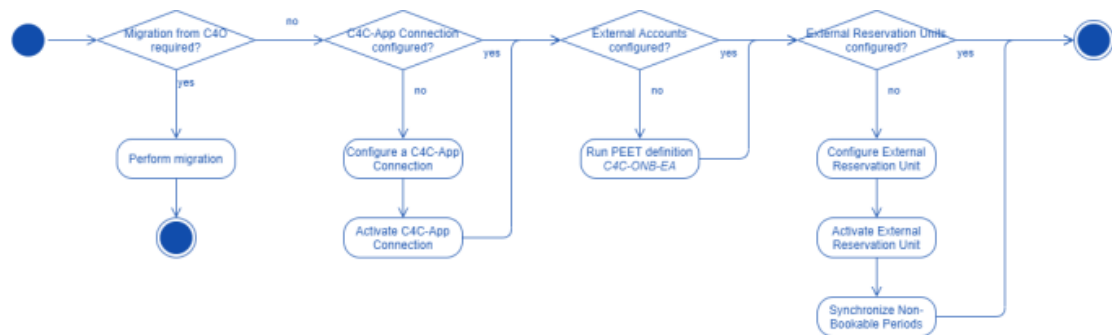 Migration from C4O
required?
no
yes
Perform migration
C4C-App Connection
configured?
yes
no
Configure a C4C-App
Connection
Activate C4C-App
Connection
External Accounts
configured?
yes
no
Run PEET definition
C4C-ONB-EA
External Reservation Units
configured?
yes
no
Configure External
Reservation Unit
Activate External
Reservation Unit
Synchronize Non-
Bookable Periods